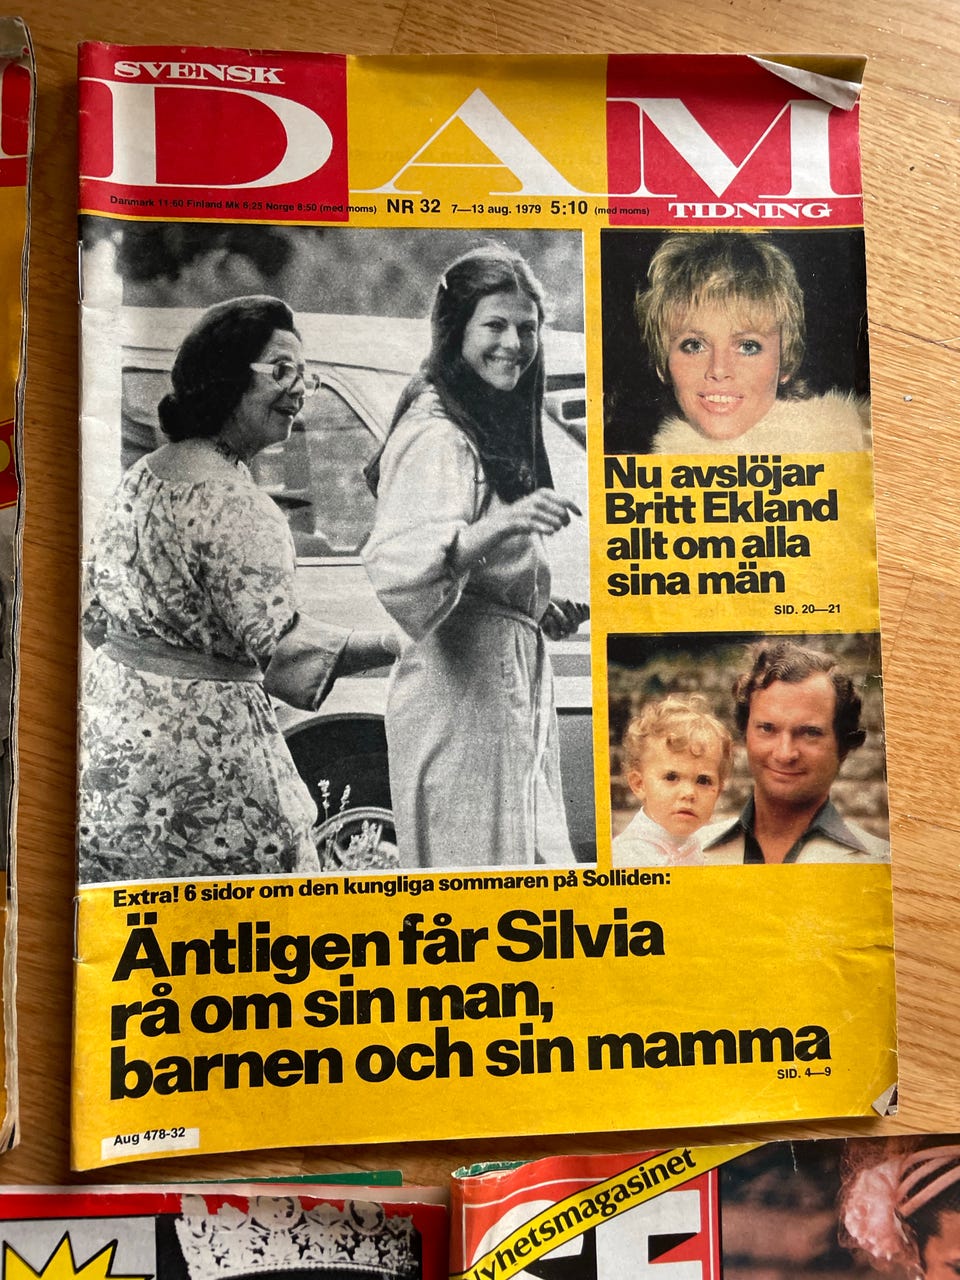 SVENSK
DAM
TIDNING
Danmark 11:60 Finland Mk 6:25 Norge 8:50 (med moms) NR 32 7—13 aug. 1979 5:10 (med moms)
Nu avslöjar
Britt Ekland
allt om alla
sina män
SID. 20—21
Extra! 6 sidor om den kungliga sommaren på Solliden:
Äntligen får Silvia
rå om sin man,
barnen och sin mamma
SID. 4—9
Aug 478-32
Nyhetsmagasinet